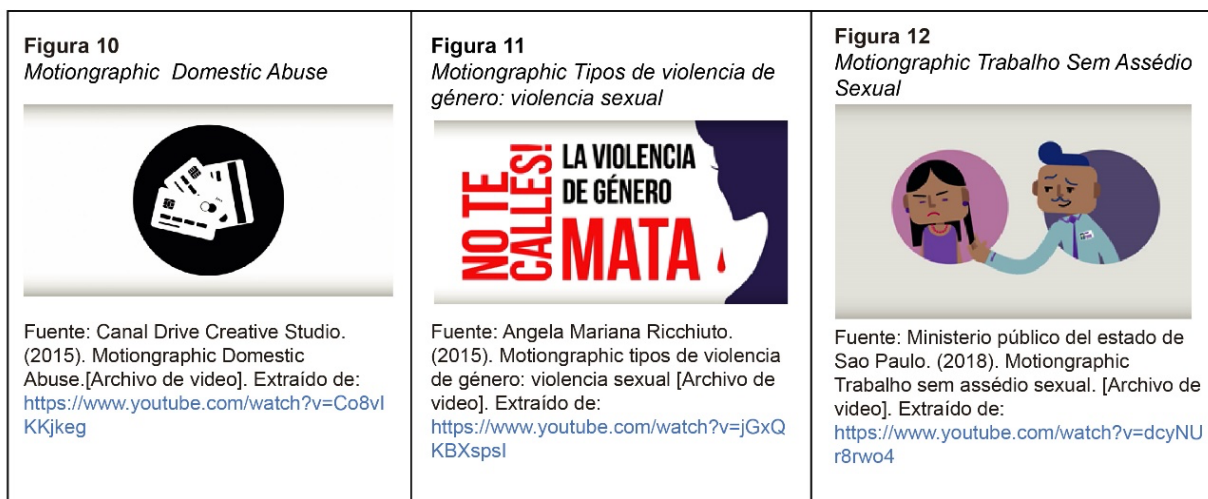 Figura 10
Motiongraphic Domestic Abuse
Fuente: Canal Drive Creative Studio.
(2015). Motiongraphic Domestic
Abuse.[Archivo de video]. Extraído de:
https://www.youtube.com/watch?v=Co8vI
KKjkeg
Figura 11
Motiongraphic Tipos de violencia de
género: violencia sexual
NO TE
CALLES!
LA VIOLENCIA
DE GÉNERO
MATA
Fuente: Angela Mariana Ricchiuto.
(2015). Motiongraphic tipos de violencia
de género: violencia sexual [Archivo de
video]. Extraído de:
https://www.youtube.com/watch?v=jGxQ
KBXspsI
Figura 12
Motiongraphic Trabalho Sem Assédio
Sexual
Fuente: Ministerio público del estado de
Sao Paulo. (2018). Motiongraphic
Trabalho sem assédio sexual. [Archivo de
video]. Extraído de:
https://www.youtube.com/watch?v=dcyNU
r8rwo4